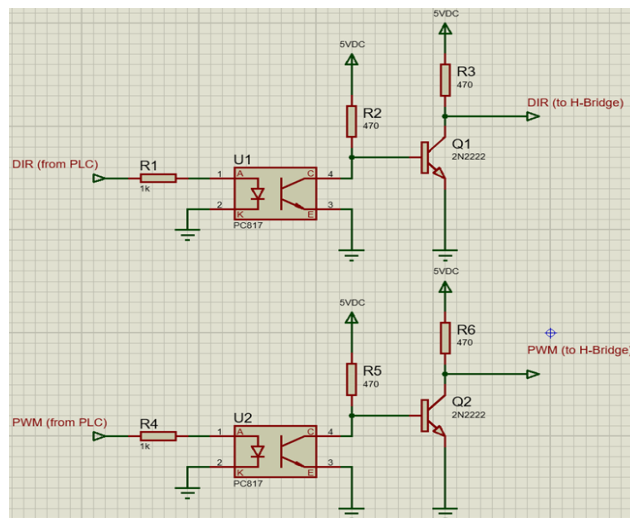 5VDC
R3
470
5VDC
DIR (to H-Bridge)
R2
470
Q1
2N2222
DIR (from PLC)
R1
1k
U1
1
A
C
4
2
K
E
3
PC817
5VDC
5VDC
R6
470
PWM (to H-Bridge)
R5
470
Q2
2N2222
PWM (from PLC)
R4
1k
U2
1
A
C
4
2
K
E
3
PC817